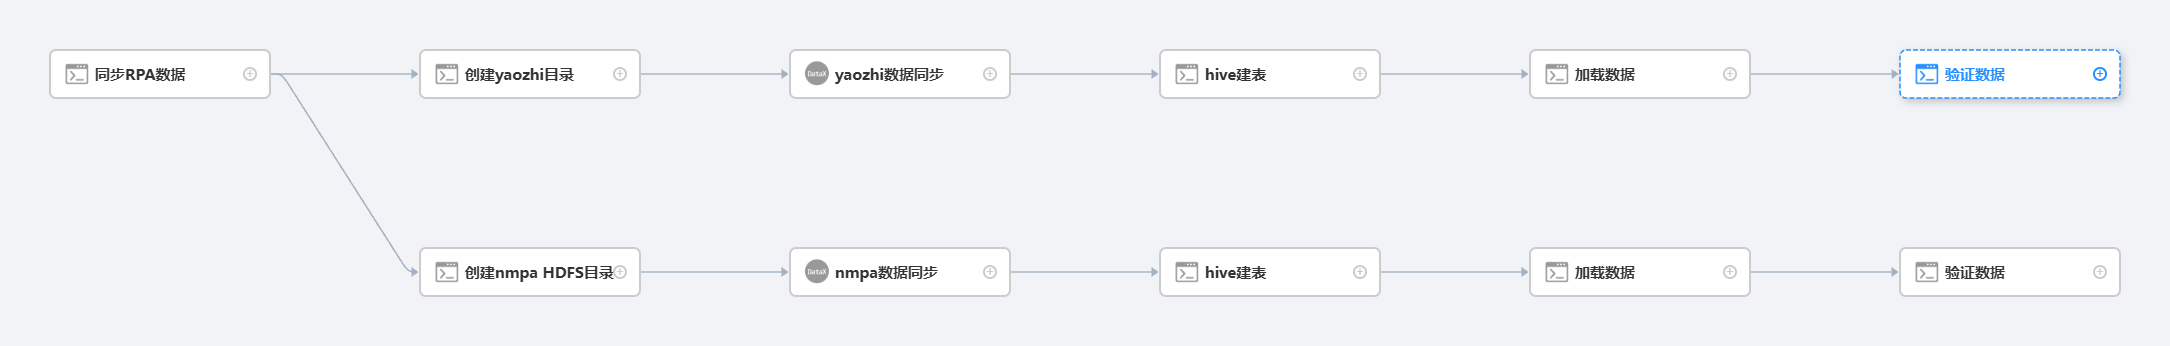 同步RPA数据
创建yaozhi目录
DataX
yaozhi数据同步
hive建表
加载数据
验证数据
创建nmpa HDFS目录
DataX
nmpa数据同步
hive建表
加载数据
验证数据